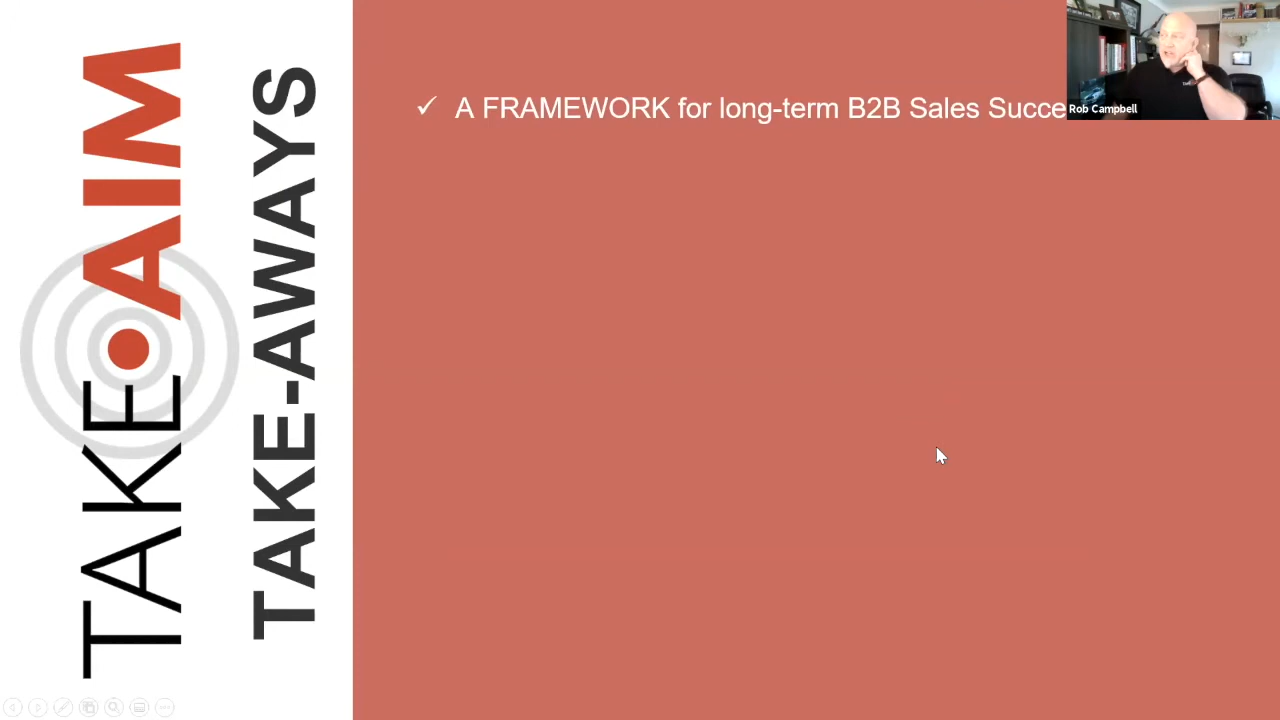 TAKE AIM
TAKE-AWAYS
✓ A FRAMEWORK for long-term B2B Sales Succe
Rob Campbell